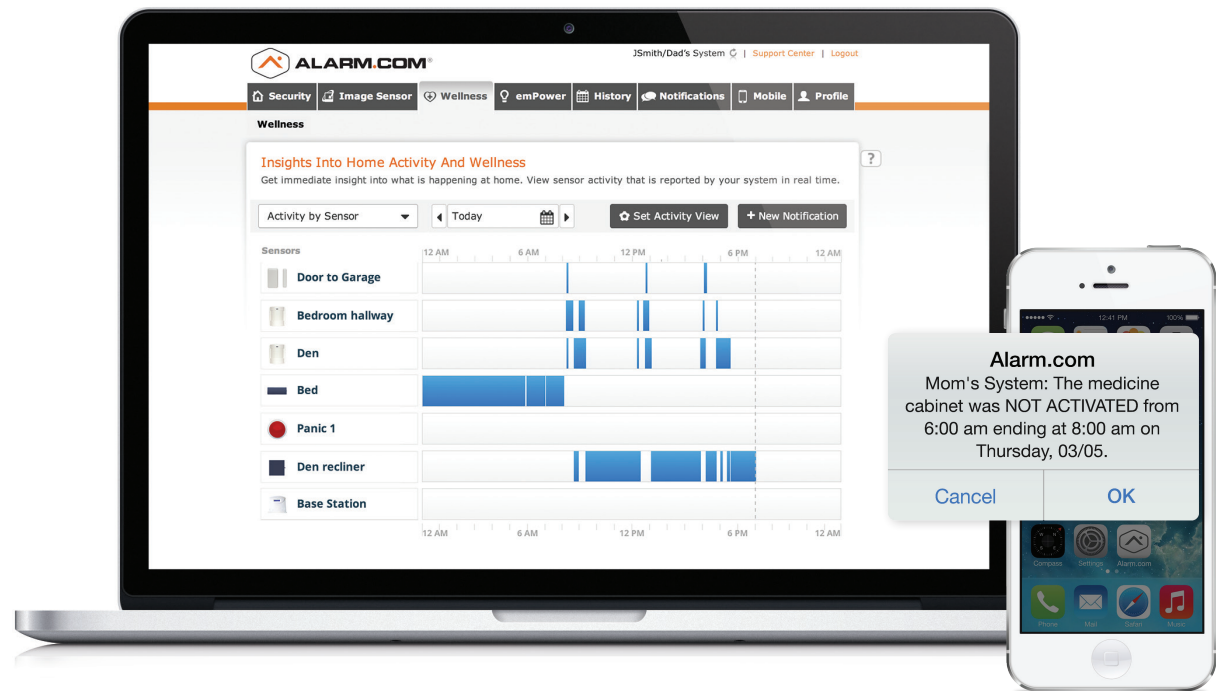 ALARM.COM®
JSmith/Dad's System | Support Center | Logout
Security Image Sensor Wellness emPower History Notifications Mobile Profile
Wellness
Insights Into Home Activity And Wellness
?
Get immediate insight into what is happening at home. View sensor activity that is reported by your system in real time.
Activity by Sensor Today Set Activity View + New Notification
Sensors
12 AM 6 AM 12 PM 6 PM 12 AM
Door to Garage
Bedroom hallway
Den
Bed
Panic 1
Den recliner
Base Station
12 AM 6 AM 12 PM 6 PM 12 AM
12:41 PM 100%
Alarm.com
Mom's System: The medicine
cabinet was NOT ACTIVATED from
6:00 am ending at 8:00 am on
Thursday, 03/05.
Cancel OK
Compass Settings Alarm.com
Phone Mail Safari Music